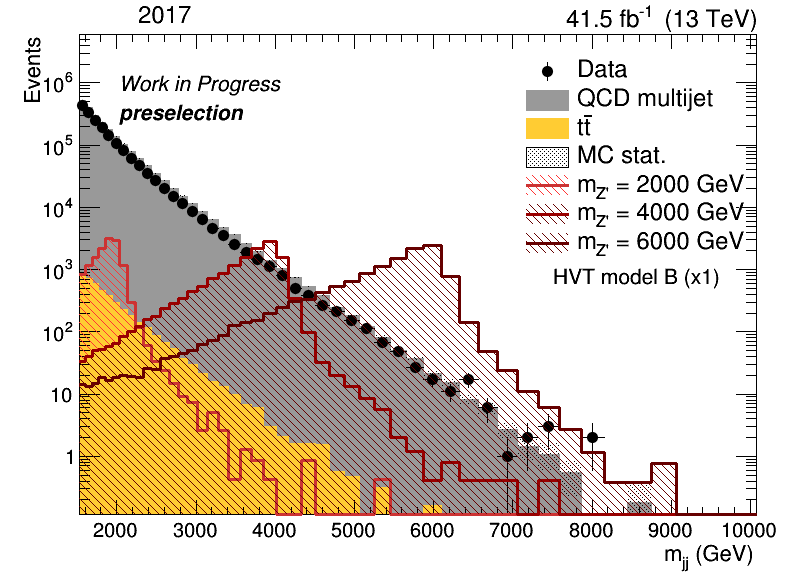 2017
41.5 fb⁻¹ (13 TeV)
Events
Work in Progress
preselection
Data
QCD multijet
tt̄
MC stat.
m_Z' = 2000 GeV
m_Z' = 4000 GeV
m_Z' = 6000 GeV
HVT model B (x1)
10⁶
10⁵
10⁴
10³
10²
10
1
2000 3000 4000 5000 6000 7000 8000 9000 10000
m_jj (GeV)